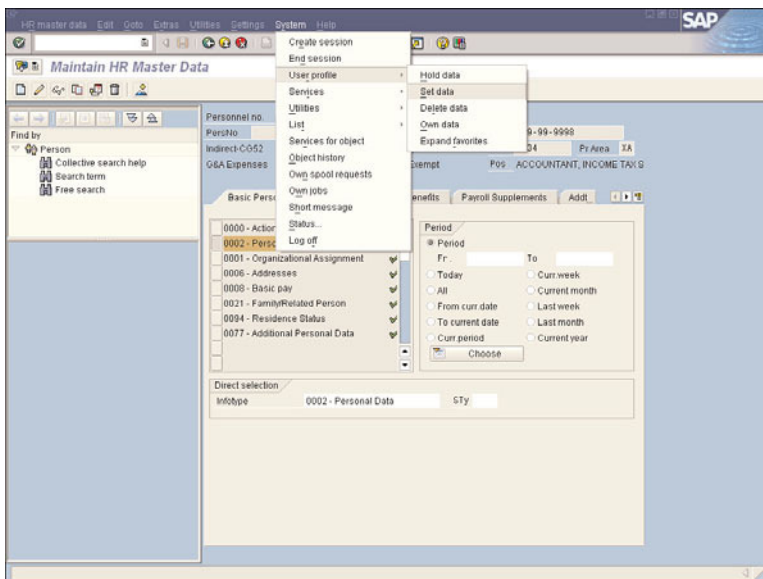 HR master data Edit Goto Extras Utilities Settings System Help
SAP
Maintain HR Master Data
Create session
End session
User profile
Services
Utilities
List
Services for object
Object history
Own spool requests
Own jobs
Short message
Status...
Log off
Hold data
Set data
Delete data
Own data
Expand favorites
Find by
Person
Collective search help
Search term
Free search
Personnel no.
PersNo 9-99-9998
Indirect-CG52 04 Pr Area XA
G&A Expenses Exempt Pos ACCOUNTANT, INCOME TAX
Basic Perso enefits Payroll Supplements Addt
0000 - Action
0002 - Perso
0001 - Organizational Assignment
0006 - Addresses
0008 - Basic pay
0021 - Family/Related Person
0094 - Residence Status
0077 - Additional Personal Data
Period
Period
Fr. To
Today Curr.week
All Current month
From curr.date Last week
To current date Last month
Curr.period Current year
Choose
Direct selection
Infotype 0002 - Personal Data STy